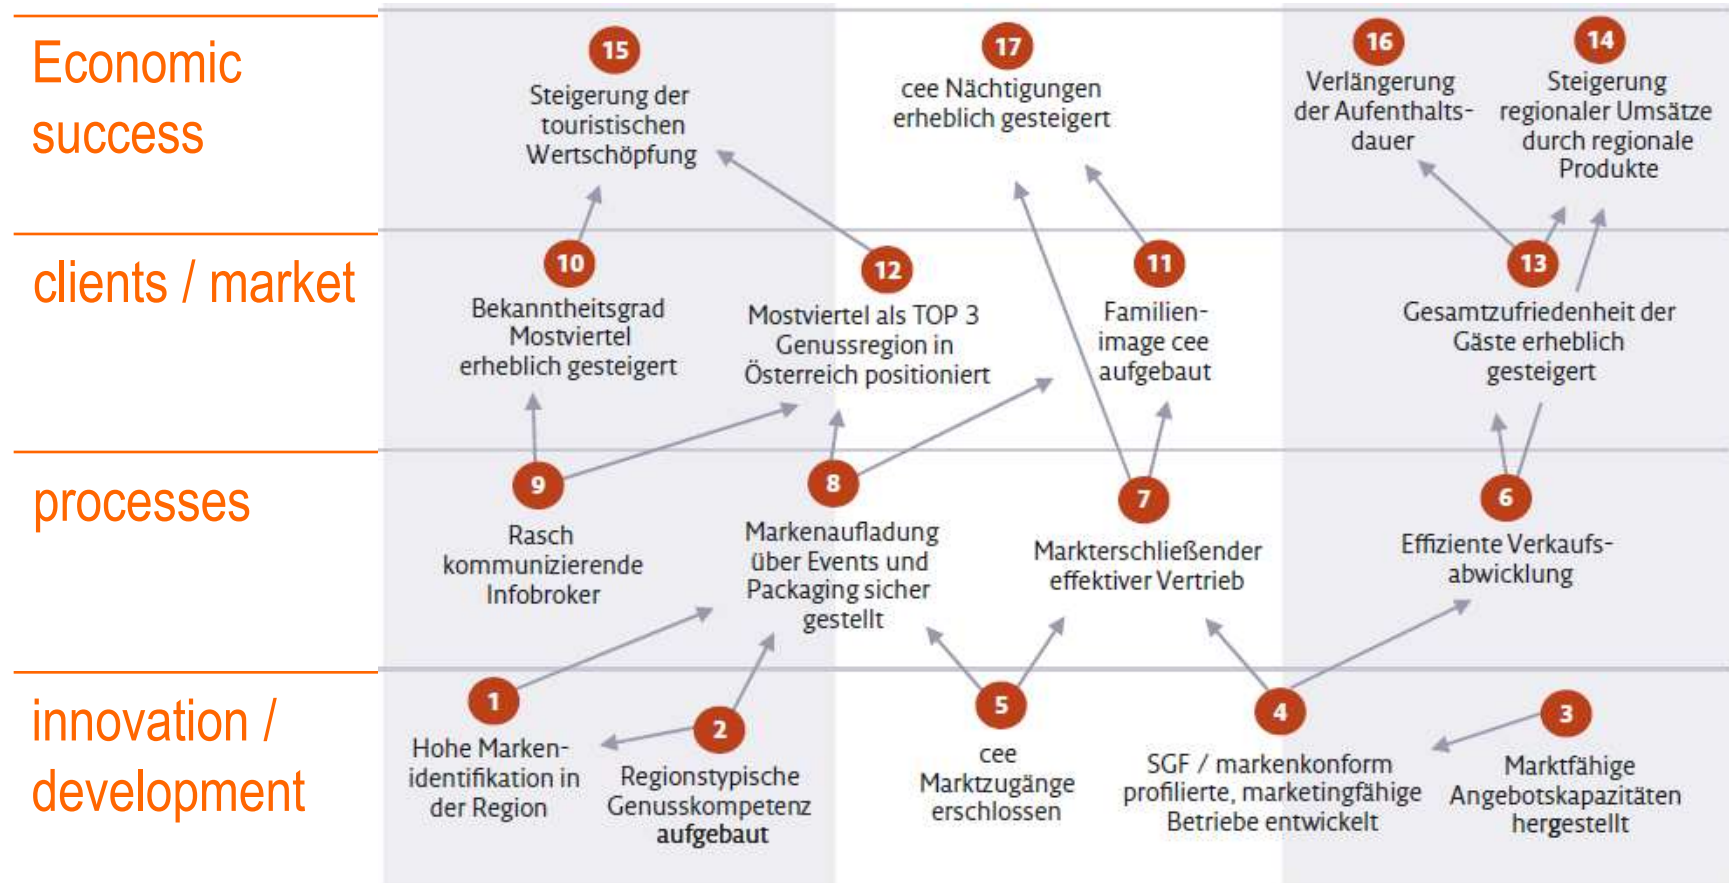 Economic
success
15
Steigerung der
touristischen
Wertschöpfung
17
cee Nächtigungen
erheblich gesteigert
16
Verlängerung
der Aufenthalts-
dauer
14
Steigerung
regionaler Umsätze
durch regionale
Produkte
clients / market
10
Bekanntheitsgrad
Mostviertel
erheblich gesteigert
12
Mostviertel als TOP 3
Genussregion in
Österreich positioniert
11
Familien-
image cee
aufgebaut
13
Gesamtzufriedenheit der
Gäste erheblich
gesteigert
processes
9
Rasch
kommunizierende
Infobroker
8
Markenaufladung
über Events und
Packaging sicher
gestellt
7
Markterschließender
effektiver Vertrieb
6
Effiziente Verkaufs-
abwicklung
innovation /
development
1
Hohe Marken-
identifikation in
der Region
2
Regionstypische
Genusskompetenz
aufgebaut
5
cee
Marktzugänge
erschlossen
4
SGF / markenkonform
profilierte, marketingfähige
Betriebe entwickelt
3
Marktfähige
Angebotskapazitäten
hergestellt